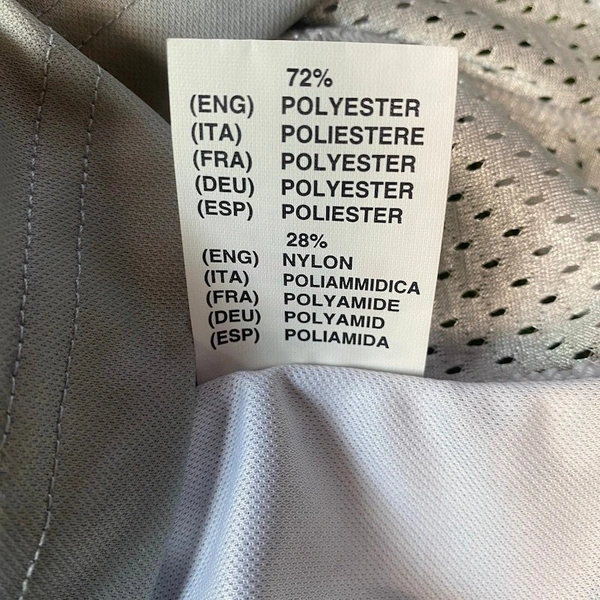 72%
(ENG) POLYESTER
(ITA) POLIESTERE
(FRA) POLYESTER
(DEU) POLYESTER
(ESP) POLIESTER
28%
(ENG) NYLON
(ITA) POLIAMMIDICA
(FRA) POLYAMIDE
(DEU) POLYAMID
(ESP) POLIAMIDA